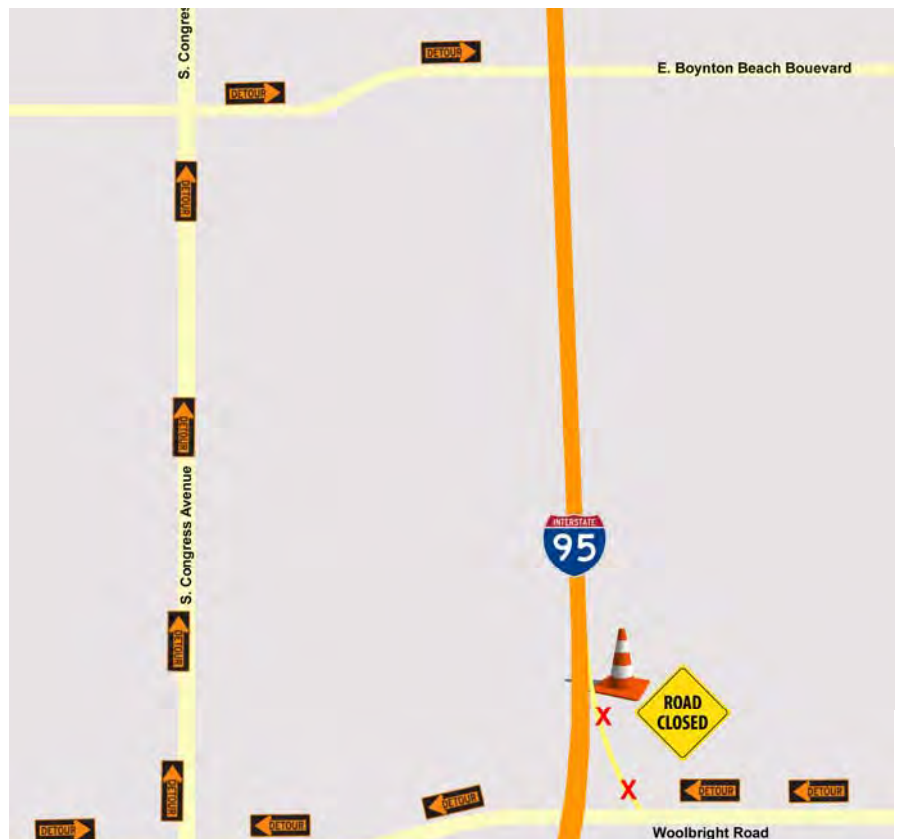 S. Congres
DETOUR
E. Boynton Beach Bouevard
DETOUR
DETOUR
DETOUR
S. Congress Avenue
INTERSTATE
95
DETOUR
ROAD
CLOSED
X
DETOUR
X
DETOUR
DETOUR
DETOUR
DETOUR
DETOUR
Woolbright Road